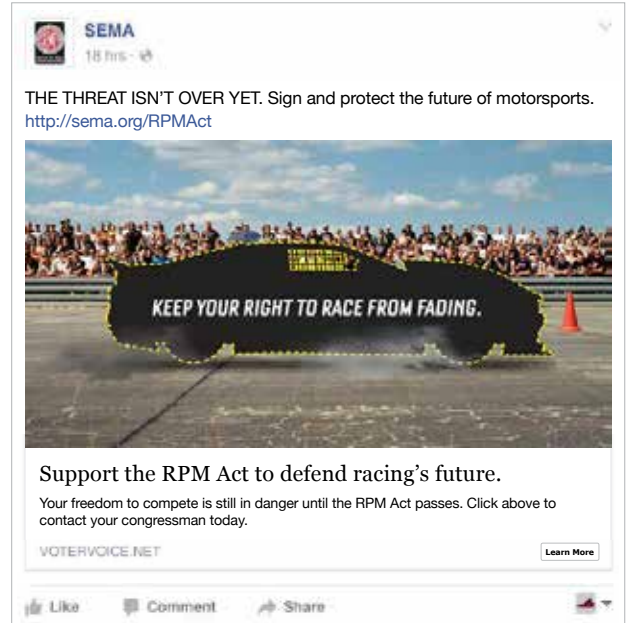 SEMA
18 hrs ·
THE THREAT ISN'T OVER YET. Sign and protect the future of motorsports.
http://sema.org/RPMAct
KEEP YOUR RIGHT TO RACE FROM FADING.
Support the RPM Act to defend racing's future.
Your freedom to compete is still in danger until the RPM Act passes. Click above to
contact your congressman today.
VOTERVOICE.NET
Learn More
Like Comment Share